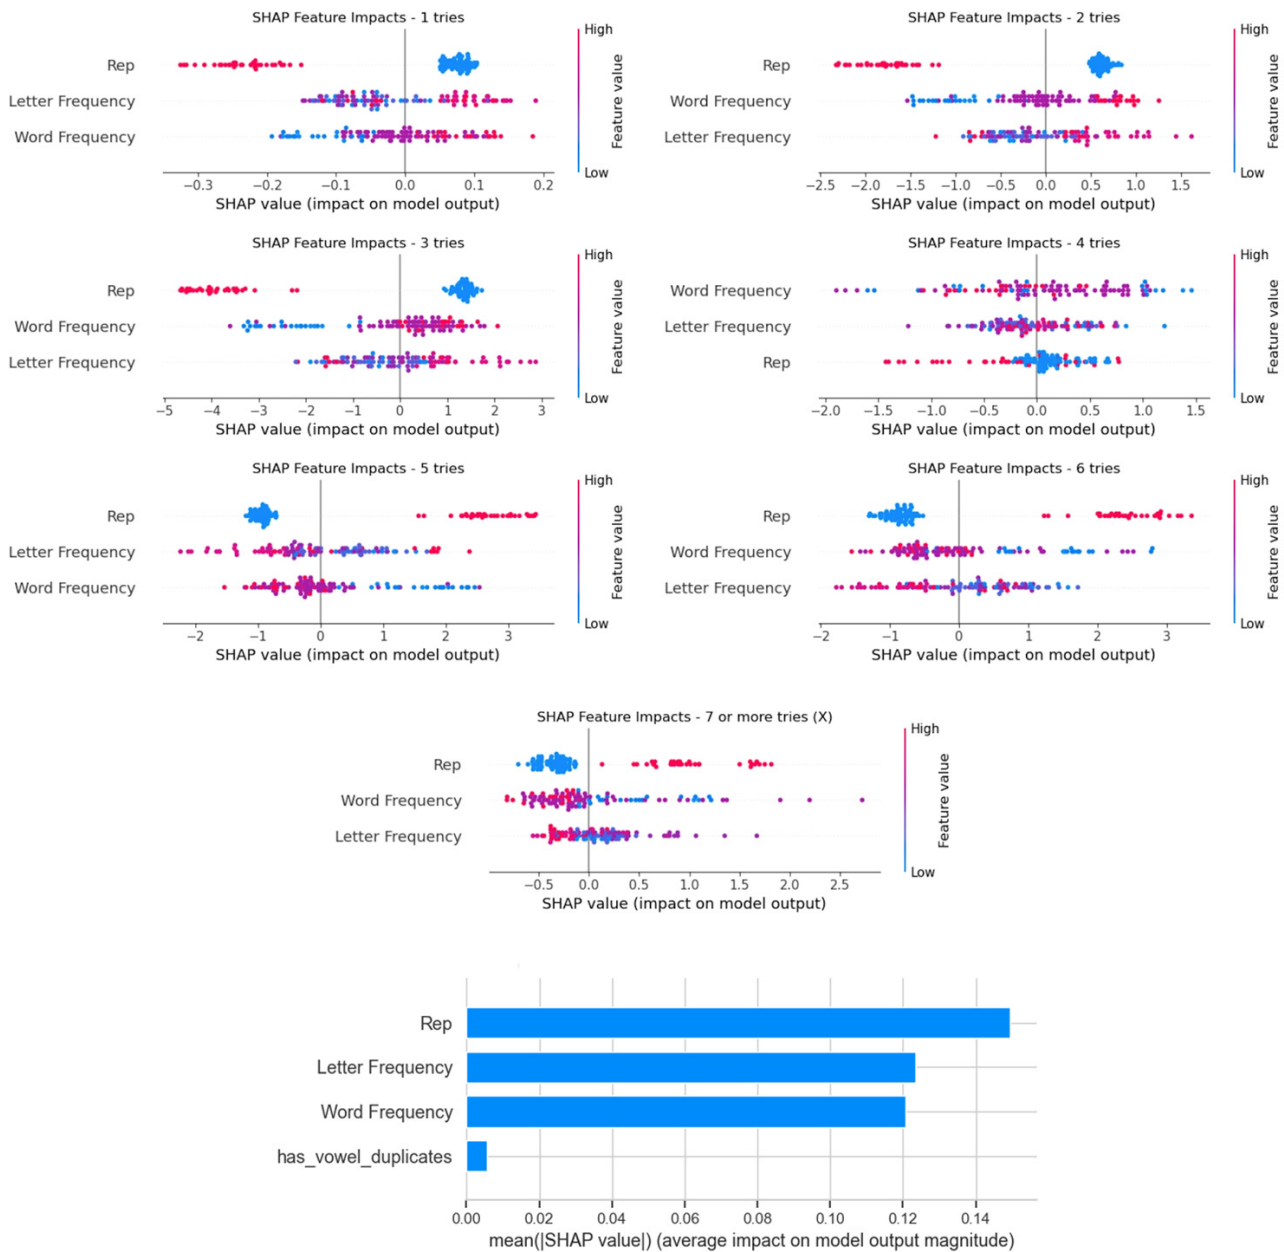 SHAP Feature Impacts - 1 tries
High
Rep
Letter Frequency
Word Frequency
Feature value
Low
−0.3 −0.2 −0.1 0.0 0.1 0.2
SHAP value (impact on model output)
SHAP Feature Impacts - 2 tries
High
Rep
Word Frequency
Letter Frequency
Feature value
Low
−2.5 −2.0 −1.5 −1.0 −0.5 0.0 0.5 1.0 1.5
SHAP value (impact on model output)
SHAP Feature Impacts - 3 tries
High
Rep
Word Frequency
Letter Frequency
Feature value
Low
−5 −4 −3 −2 −1 0 1 2 3
SHAP value (impact on model output)
SHAP Feature Impacts - 4 tries
High
Word Frequency
Letter Frequency
Rep
Feature value
Low
−2.0 −1.5 −1.0 −0.5 0.0 0.5 1.0 1.5
SHAP value (impact on model output)
SHAP Feature Impacts - 5 tries
High
Rep
Letter Frequency
Word Frequency
Feature value
Low
−2 −1 0 1 2 3
SHAP value (impact on model output)
SHAP Feature Impacts - 6 tries
High
Rep
Word Frequency
Letter Frequency
Feature value
Low
−2 −1 0 1 2 3
SHAP value (impact on model output)
SHAP Feature Impacts - 7 or more tries (X)
High
Rep
Word Frequency
Letter Frequency
Feature value
Low
−0.5 0.0 0.5 1.0 1.5 2.0 2.5
SHAP value (impact on model output)
Rep
Letter Frequency
Word Frequency
has_vowel_duplicates
0.00 0.02 0.04 0.06 0.08 0.10 0.12 0.14
mean(|SHAP value|) (average impact on model output magnitude)